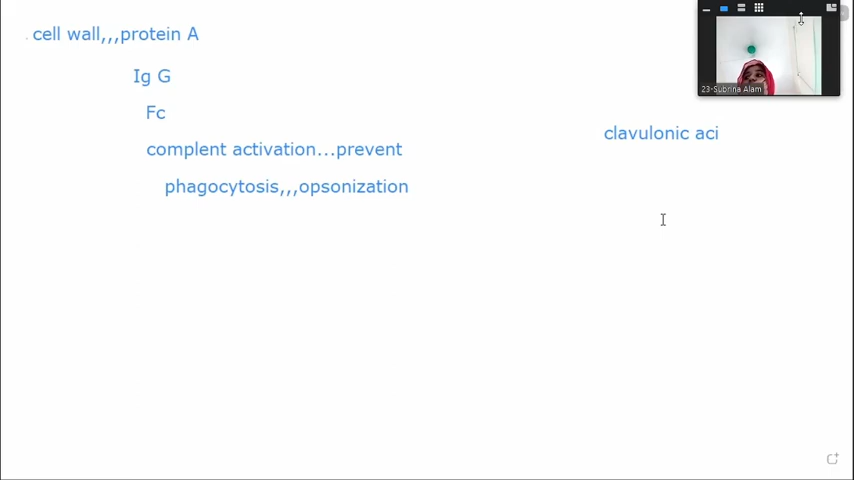 cell wall,,,protein A
Ig G
Fc
complent activation...prevent
phagocytosis,,,opsonization
clavulonic aci
23-Subrina Alam